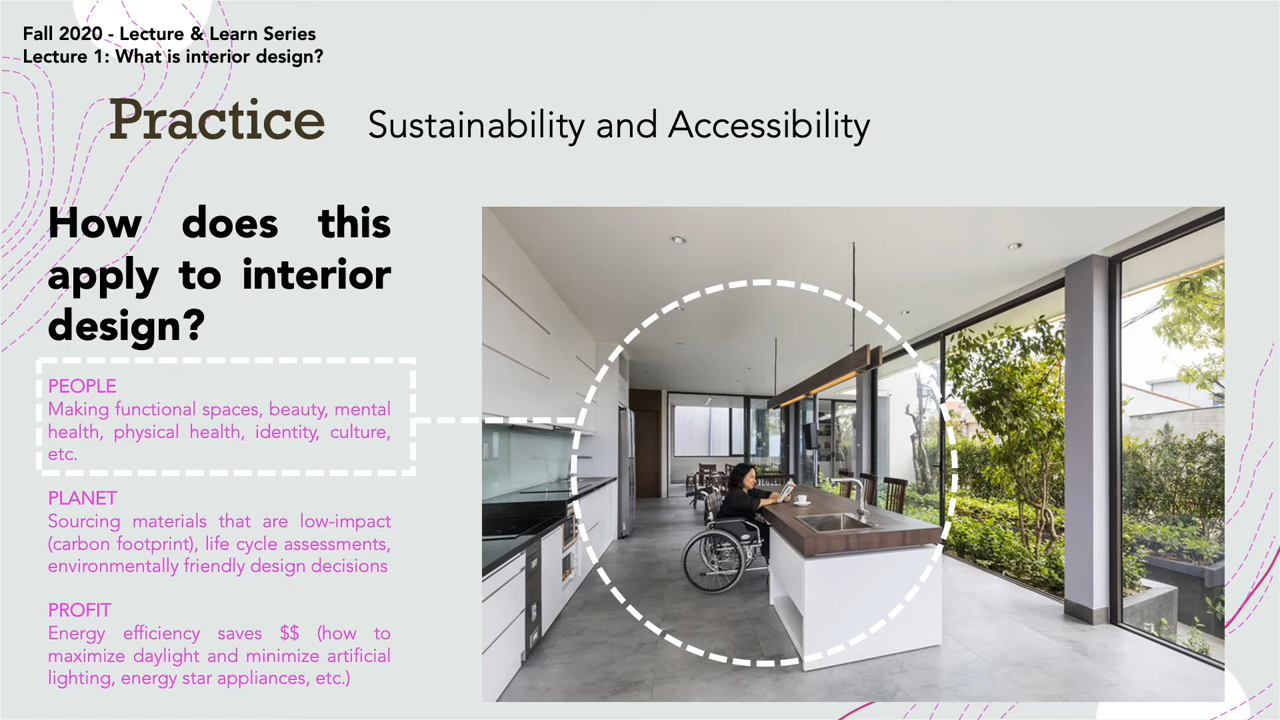 Fall 2020 - Lecture & Learn Series
Lecture 1: What is interior design?
Practice Sustainability and Accessibility
How does this
apply to interior
design?
PEOPLE
Making functional spaces, beauty, mental
health, physical health, identity, culture,
etc.
PLANET
Sourcing materials that are low-impact
(carbon footprint), life cycle assessments,
environmentally friendly design decisions
PROFIT
Energy efficiency saves $$ (how to
maximize daylight and minimize artificial
lighting, energy star appliances, etc.)